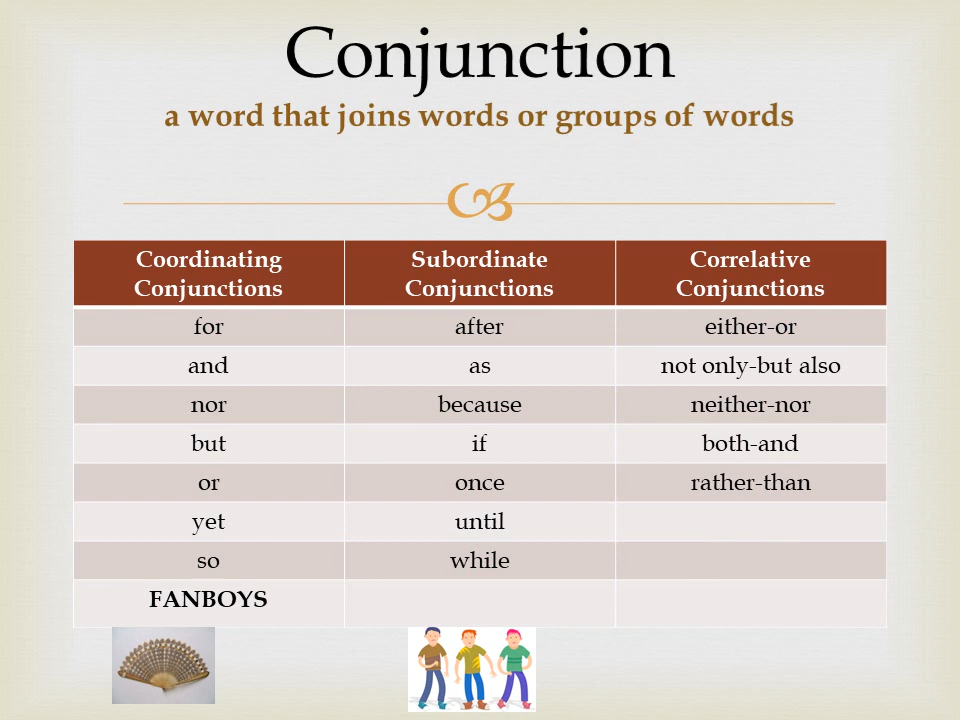 Conjunction
a word that joins words or groups of words
Coordinating Conjunctions Subordinate Conjunctions Correlative Conjunctions
for after either-or
and as not only-but also
nor because neither-nor
but if both-and
or once rather-than
yet until
so while
FANBOYS